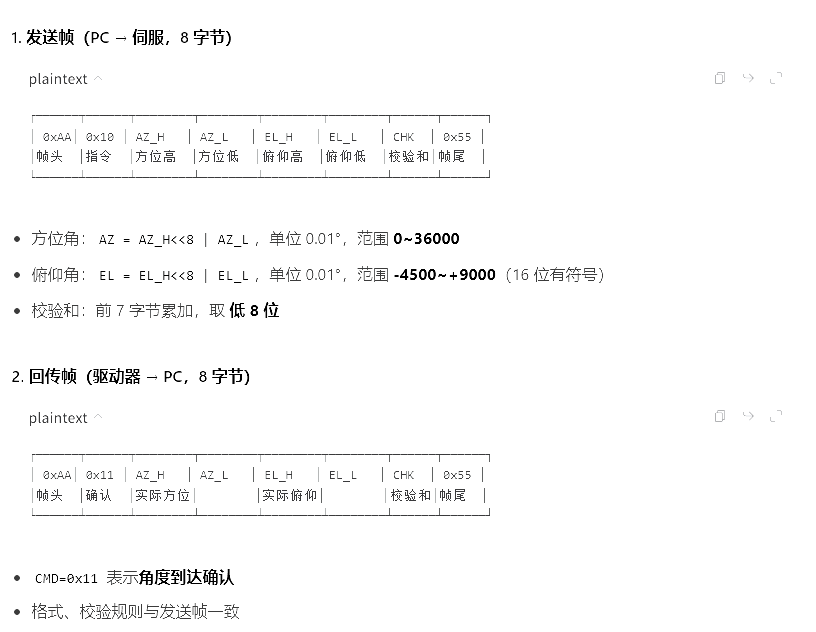 1. 发送帧（PC → 伺服，8 字节）
plaintext
| 0xAA| 0x10 | AZ_H | AZ_L | EL_H | EL_L | CHK | 0x55 |
|帧头 |指令 |方位高 |方位低 |俯仰高 |俯仰低 |校验和|帧尾 |
• 方位角： AZ = AZ_H<<8 | AZ_L ，单位 0.01°，范围 0~36000
• 俯仰角： EL = EL_H<<8 | EL_L ，单位 0.01°，范围 -4500~+9000（16 位有符号）
• 校验和：前 7 字节累加，取 低 8 位
2. 回传帧（驱动器 → PC，8 字节）
plaintext
| 0xAA| 0x11 | AZ_H | AZ_L | EL_H | EL_L | CHK | 0x55 |
|帧头 |确认 |实际方位| |实际俯仰| |校验和|帧尾 |
• CMD=0x11 表示角度到达确认
• 格式、校验规则与发送帧一致